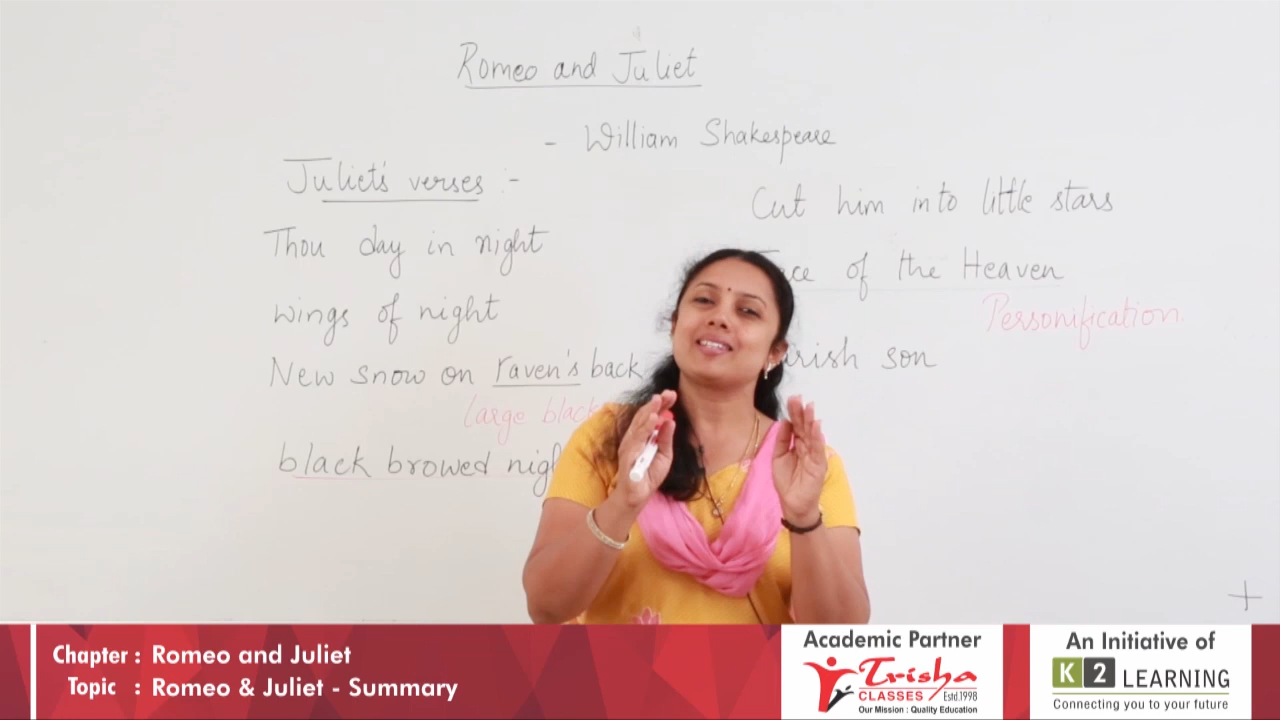 Romeo and Juliet
- William Shakespeare
Juliet's verses :-
Thou day in night
wings of night
New snow on raven's back
large black
black browed
Cut him into little stars
of the Heaven
Personification
son
Chapter : Romeo and Juliet
Topic : Romeo & Juliet - Summary
Academic Partner
Trisha
CLASSES Estd.1998
Our Mission : Quality Education
An Initiative of
K2 LEARNING
Connecting you to your future